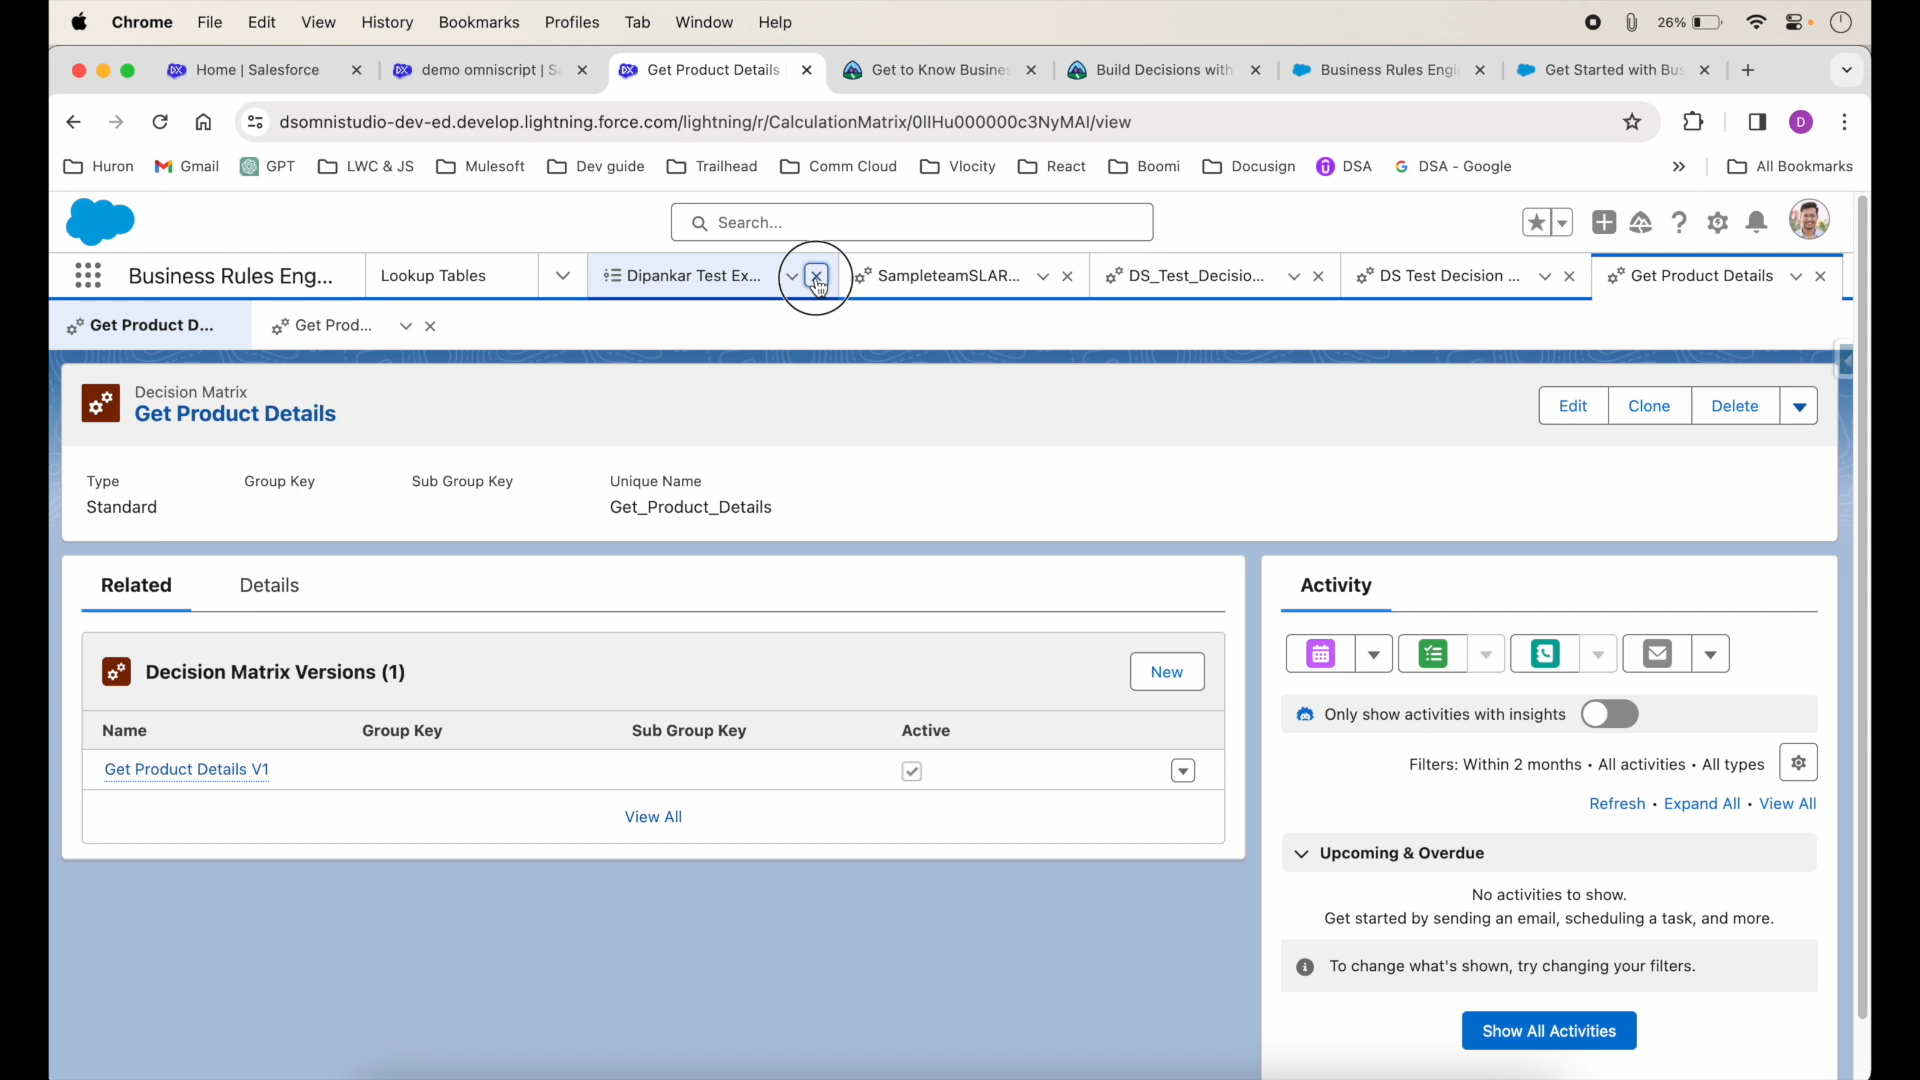 Chrome File Edit View History Bookmarks Profiles Tab Window Help 26%
Home | Salesforce demo omniscript | Sa Get Product Details Get to Know Busines Build Decisions with Business Rules Engi Get Started with Bus
dsomnistudio-dev-ed.develop.lightning.force.com/lightning/r/CalculationMatrix/0lIHu000000c3NyMAI/view D
Huron Gmail GPT LWC & JS Mulesoft Dev guide Trailhead Comm Cloud Vlocity React Boomi Docusign DSA DSA - Google » All Bookmarks
Search...
Business Rules Eng... Lookup Tables Dipankar Test Ex... SampleteamSLAR... DS_Test_Decisio... DS Test Decision ... Get Product Details
Get Product D... Get Prod...
Decision Matrix
Get Product Details
Edit Clone Delete
Type Group Key Sub Group Key Unique Name
Standard Get_Product_Details
Related Details
Decision Matrix Versions (1) New
Name Group Key Sub Group Key Active
Get Product Details V1
View All
Activity
Only show activities with insights
Filters: Within 2 months • All activities • All types
Refresh • Expand All • View All
Upcoming & Overdue
No activities to show.
Get started by sending an email, scheduling a task, and more.
To change what's shown, try changing your filters.
Show All Activities